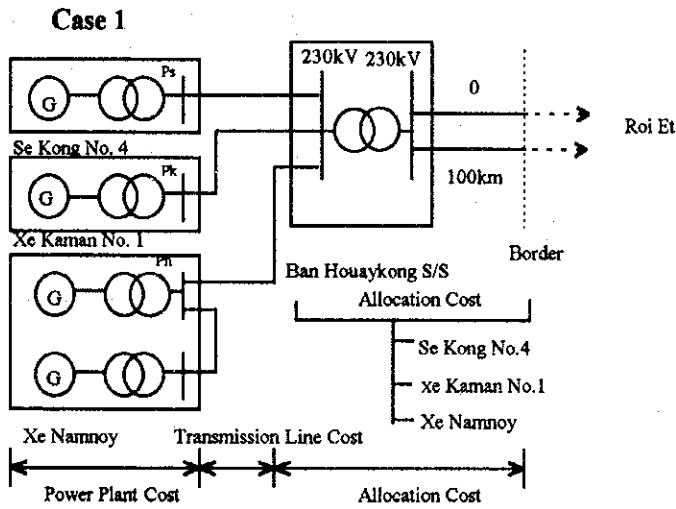 Case 1
230kV 230kV
Ps
G
0
Roi Et
Se Kong No. 4
Pk
G
100km
Xe Kaman No. 1
Border
Pn
G
Ban Houaykong S/S
Allocation Cost
Se Kong No.4
G
xe Kaman No.1
Xe Namnoy
Xe Namnoy
Transmission Line Cost
Power Plant Cost
Allocation Cost